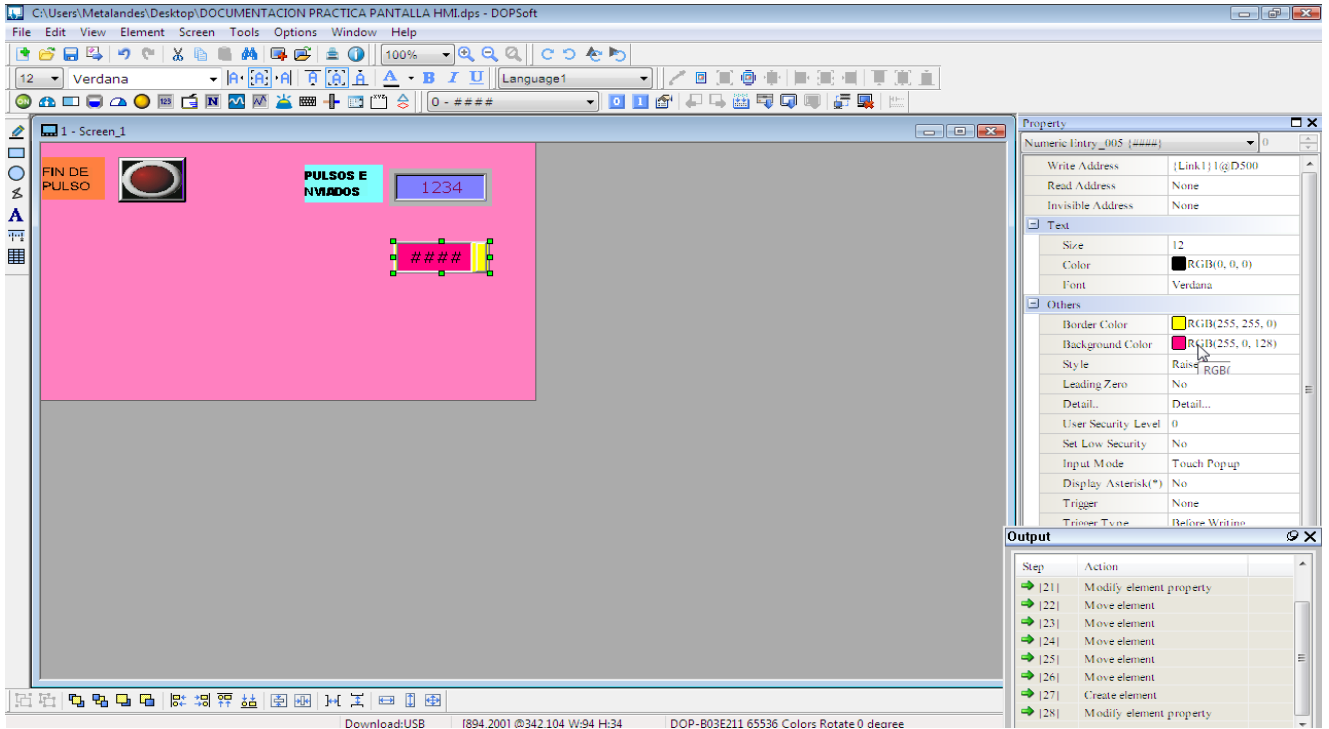 C:\Users\Metalandes\Desktop\DOCUMENTACION PRACTICA PANTALLA HMI.dps - DOPSoft
File Edit View Element Screen Tools Options Window Help
100%
12 Verdana A B I U Language1
0 - ####
1 - Screen_1
FIN DE
PULSO
PULSOS E
NVIADOS
1234
####
Property
Numeric Entry_005 {####} 0
Write Address {Link1}1@D500
Read Address None
Invisible Address None
Text
Size 12
Color RGB(0, 0, 0)
Font Verdana
Others
Border Color RGB(255, 255, 0)
Background Color RGB(255, 0, 128)
Style Raise
RGB(
Leading Zero No
Detail.. Detail...
User Security Level 0
Set Low Security No
Input Mode Touch Popup
Display Asterisk(*) No
Trigger None
Trigger Type Before Writing
Output
Step Action
|21| Modify element property
|22| Move element
|23| Move element
|24| Move element
|25| Move element
|26| Move element
|27| Create element
|28| Modify element property
Download:USB [894.200] @342.104 W:94 H:34 DOP-B03E211 65536 Colors Rotate 0 degree